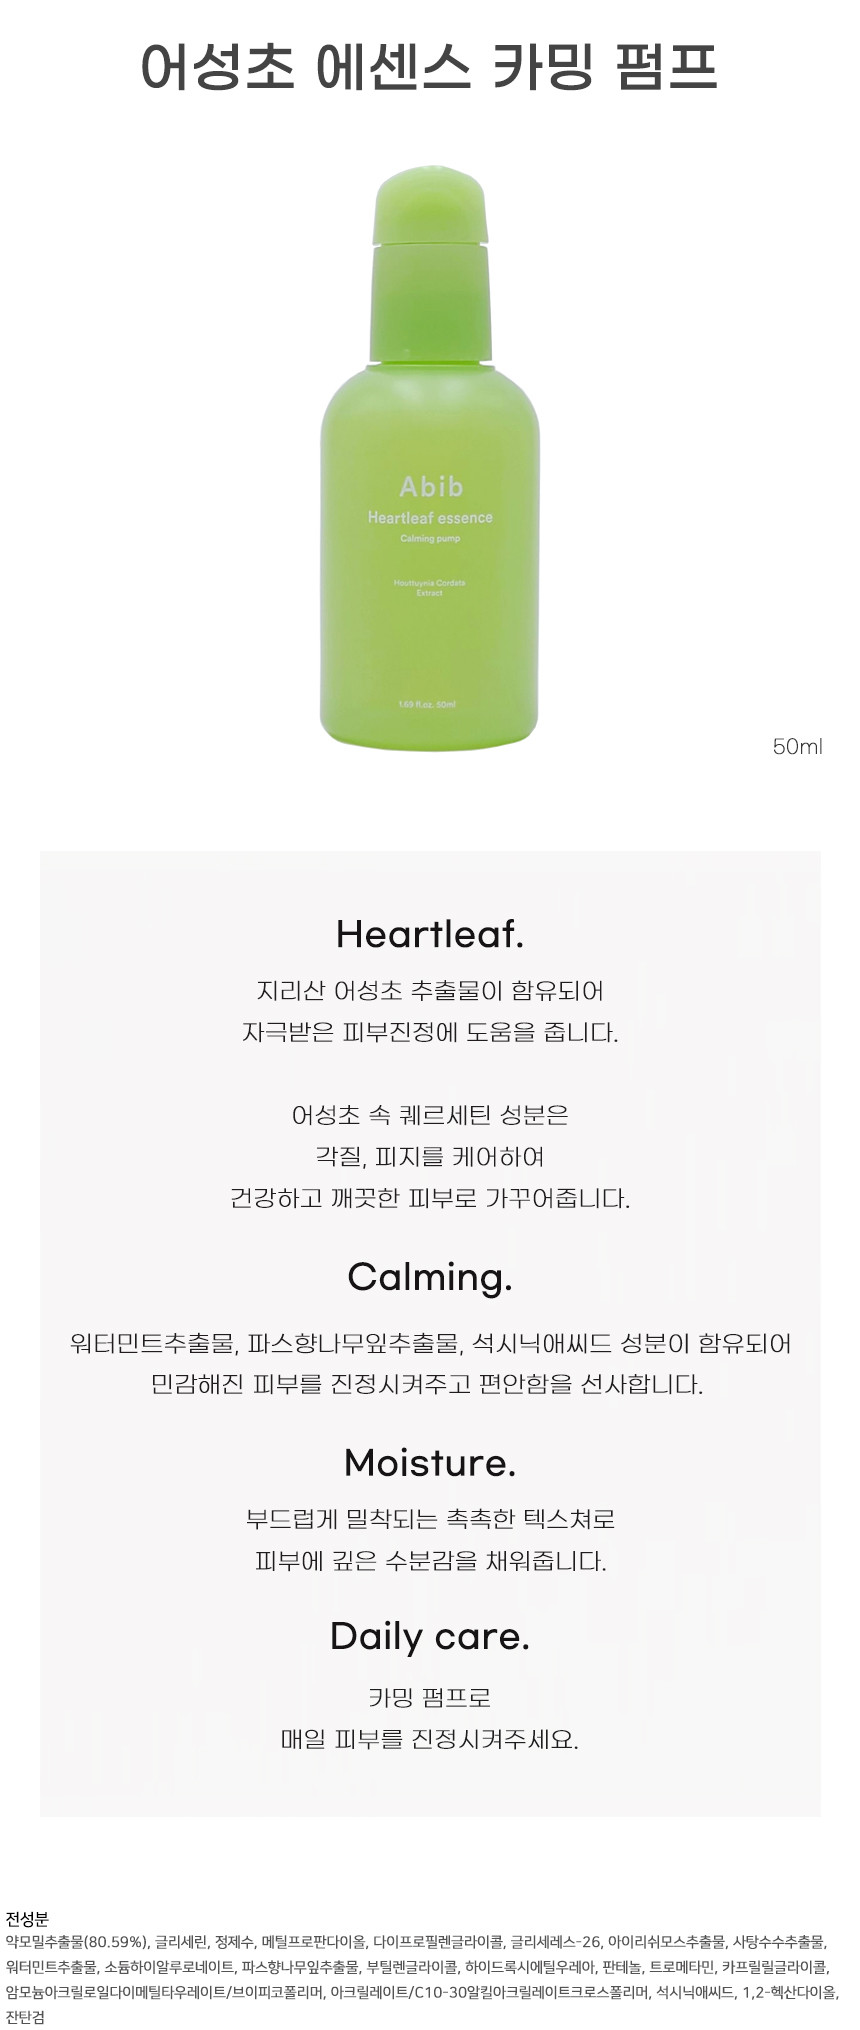 어성초 에센스 카밍 펌프
Abib
Heartleaf essence
Calming pump
Houttuynia Cordata
Extract
1.69 fl.oz. 50ml
50ml
Heartleaf.
지리산 어성초 추출물이 함유되어
자극받은 피부진정에 도움을 줍니다.
어성초 속 퀘르세틴 성분은
각질, 피지를 케어하여
건강하고 깨끗한 피부로 가꾸어줍니다.
Calming.
워터민트추출물, 파스향나무잎추출물, 석시닉애씨드 성분이 함유되어
민감해진 피부를 진정시켜주고 편안함을 선사합니다.
Moisture.
부드럽게 밀착되는 촉촉한 텍스쳐로
피부에 깊은 수분감을 채워줍니다.
Daily care.
카밍 펌프로
매일 피부를 진정시켜주세요.
전성분
약모밀추출물(80.59%), 글리세린, 정제수, 메틸프로판다이올, 다이프로필렌글라이콜, 글리세레스-26, 아이리쉬모스추출물, 사탕수수추출물,
워터민트추출물, 소듐하이알루로네이트, 파스향나무잎추출물, 부틸렌글라이콜, 하이드록시에틸우레아, 판테놀, 트로메타민, 카프릴릴글라이콜,
암모늄아크릴로일다이메틸타우레이트/브이피코폴리머, 아크릴레이트/C10-30알킬아크릴레이트크로스폴리머, 석시닉애씨드, 1,2-헥산다이올,
잔탄검